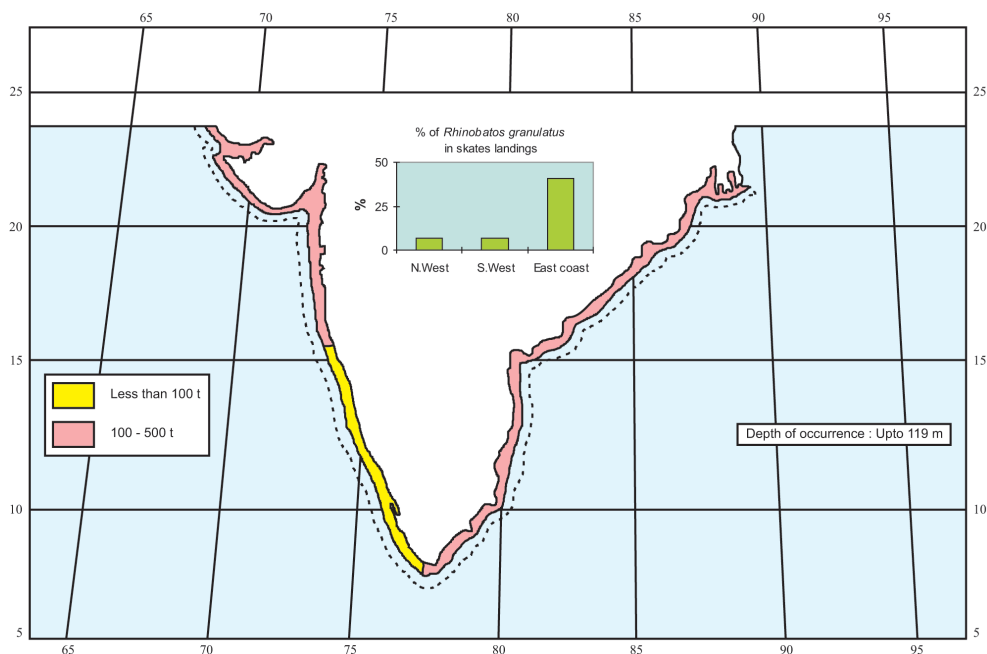 65 70 75 80 85 90 95
25 25
% of Rhinobatos granulatus
in skates landings
50
25
0
%
N.West S.West East coast
20 20
15 15
Less than 100 t
100 - 500 t
Depth of occurrence : Upto 119 m
10 10
5 5
65 70 75 80 85 90 95